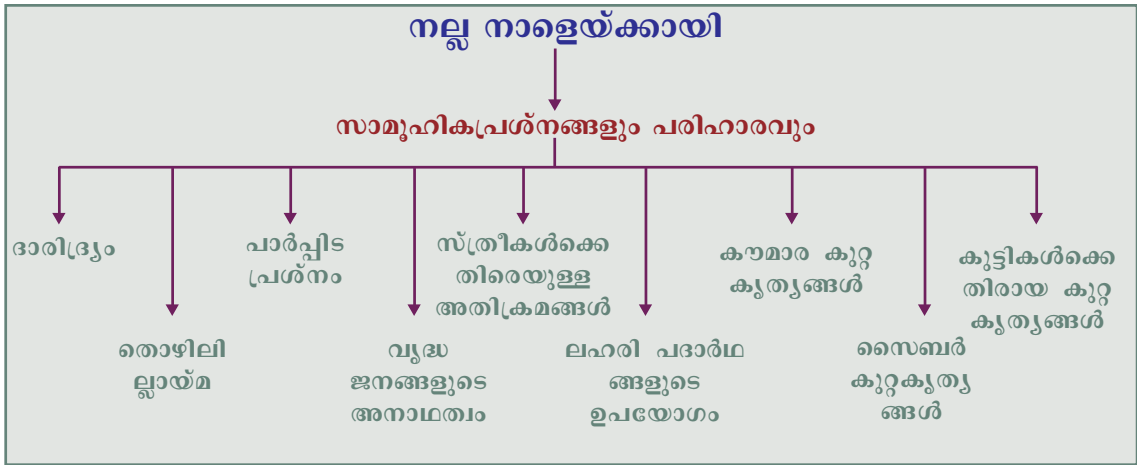 നല്ല നാളെയ്ക്കായി
സാമൂഹികപ്രശ്നങ്ങളും പരിഹാരവും
ദാരിദ്ര്യം
തൊഴിലി
ല്ലായ്മ
പാർപ്പിട
പ്രശ്നം
വൃദ്ധ
ജനങ്ങളുടെ
അനാഥത്വം
സ്ത്രീകൾക്കെ
തിരെയുള്ള
അതിക്രമങ്ങൾ
ലഹരി പദാർഥ
ങ്ങളുടെ
ഉപയോഗം
കൗമാര കുറ്റ
കൃത്യങ്ങൾ
സൈബർ
കുറ്റകൃത്യ
ങ്ങൾ
കുട്ടികൾക്കെ
തിരായ കുറ്റ
കൃത്യങ്ങൾ